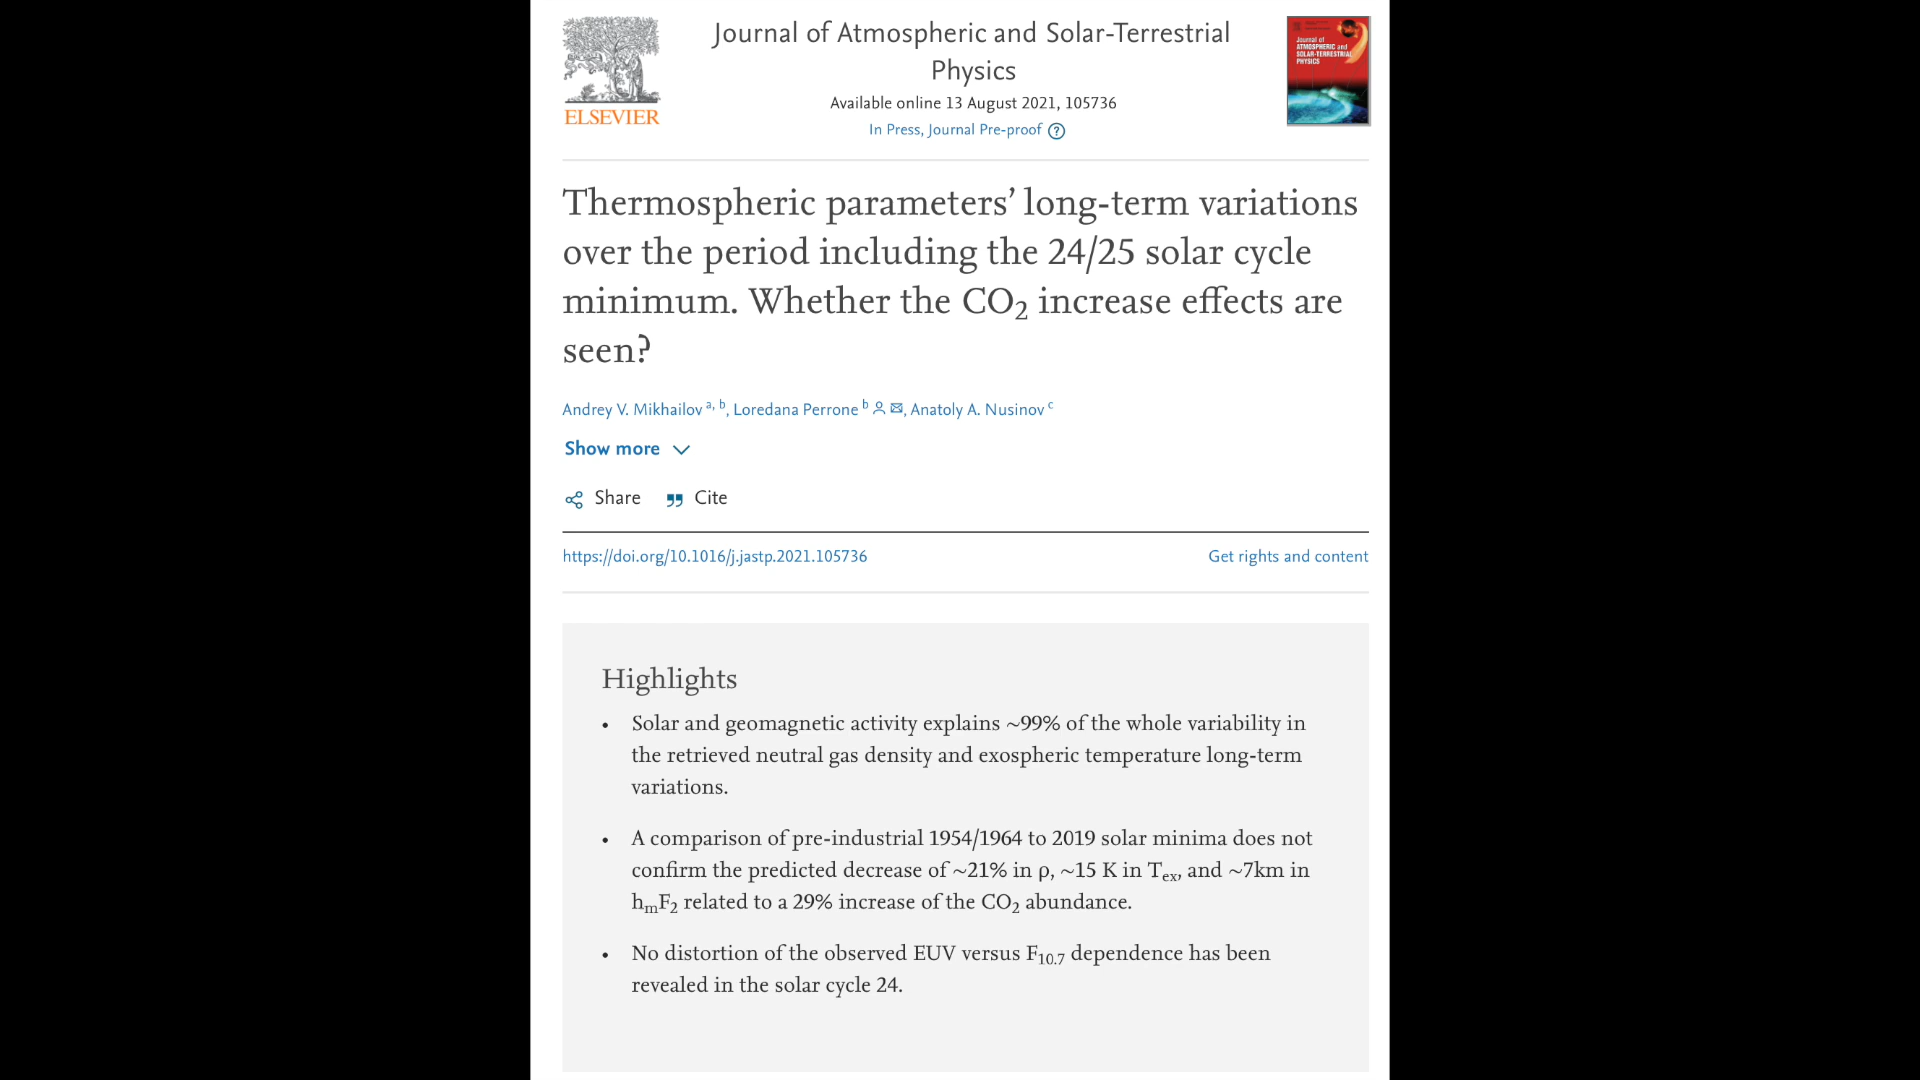 ELSEVIER
Journal of Atmospheric and Solar-Terrestrial
Physics
Available online 13 August 2021, 105736
In Press, Journal Pre-proof ?
Journal of
ATMOSPHERIC and
SOLAR-TERRESTRIAL
PHYSICS
Thermospheric parameters’ long-term variations
over the period including the 24/25 solar cycle
minimum. Whether the CO₂ increase effects are
seen?
Andrey V. Mikhailov ᵃ, ᵇ, Loredana Perrone ᵇ, Anatoly A. Nusinov ᶜ
Show more
Share Cite
https://doi.org/10.1016/j.jastp.2021.105736 Get rights and content
Highlights
• Solar and geomagnetic activity explains ~99% of the whole variability in
the retrieved neutral gas density and exospheric temperature long-term
variations.
• A comparison of pre-industrial 1954/1964 to 2019 solar minima does not
confirm the predicted decrease of ~21% in ρ, ~15 K in Tex, and ~7km in
hmF2 related to a 29% increase of the CO₂ abundance.
• No distortion of the observed EUV versus F10.7 dependence has been
revealed in the solar cycle 24.